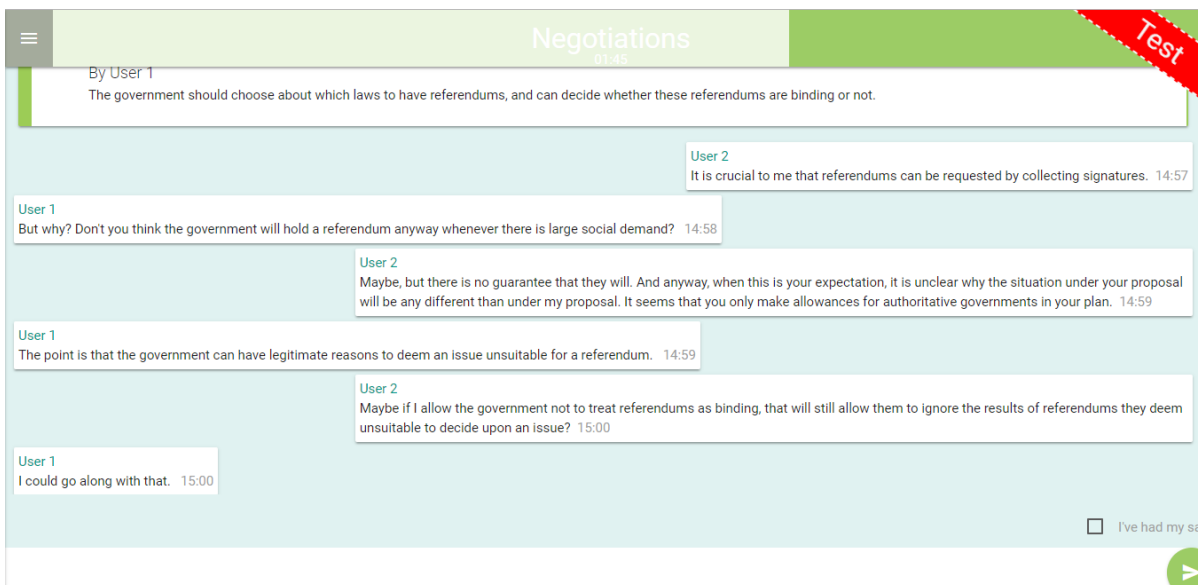 Negotiations
01:45
Test
By User 1
The government should choose about which laws to have referendums, and can decide whether these referendums are binding or not.
User 2
It is crucial to me that referendums can be requested by collecting signatures. 14:57
User 1
But why? Don't you think the government will hold a referendum anyway whenever there is large social demand? 14:58
User 2
Maybe, but there is no guarantee that they will. And anyway, when this is your expectation, it is unclear why the situation under your proposal
will be any different than under my proposal. It seems that you only make allowances for authoritative governments in your plan. 14:59
User 1
The point is that the government can have legitimate reasons to deem an issue unsuitable for a referendum. 14:59
User 2
Maybe if I allow the government not to treat referendums as binding, that will still allow them to ignore the results of referendums they deem
unsuitable to decide upon an issue? 15:00
User 1
I could go along with that. 15:00
I've had my sa